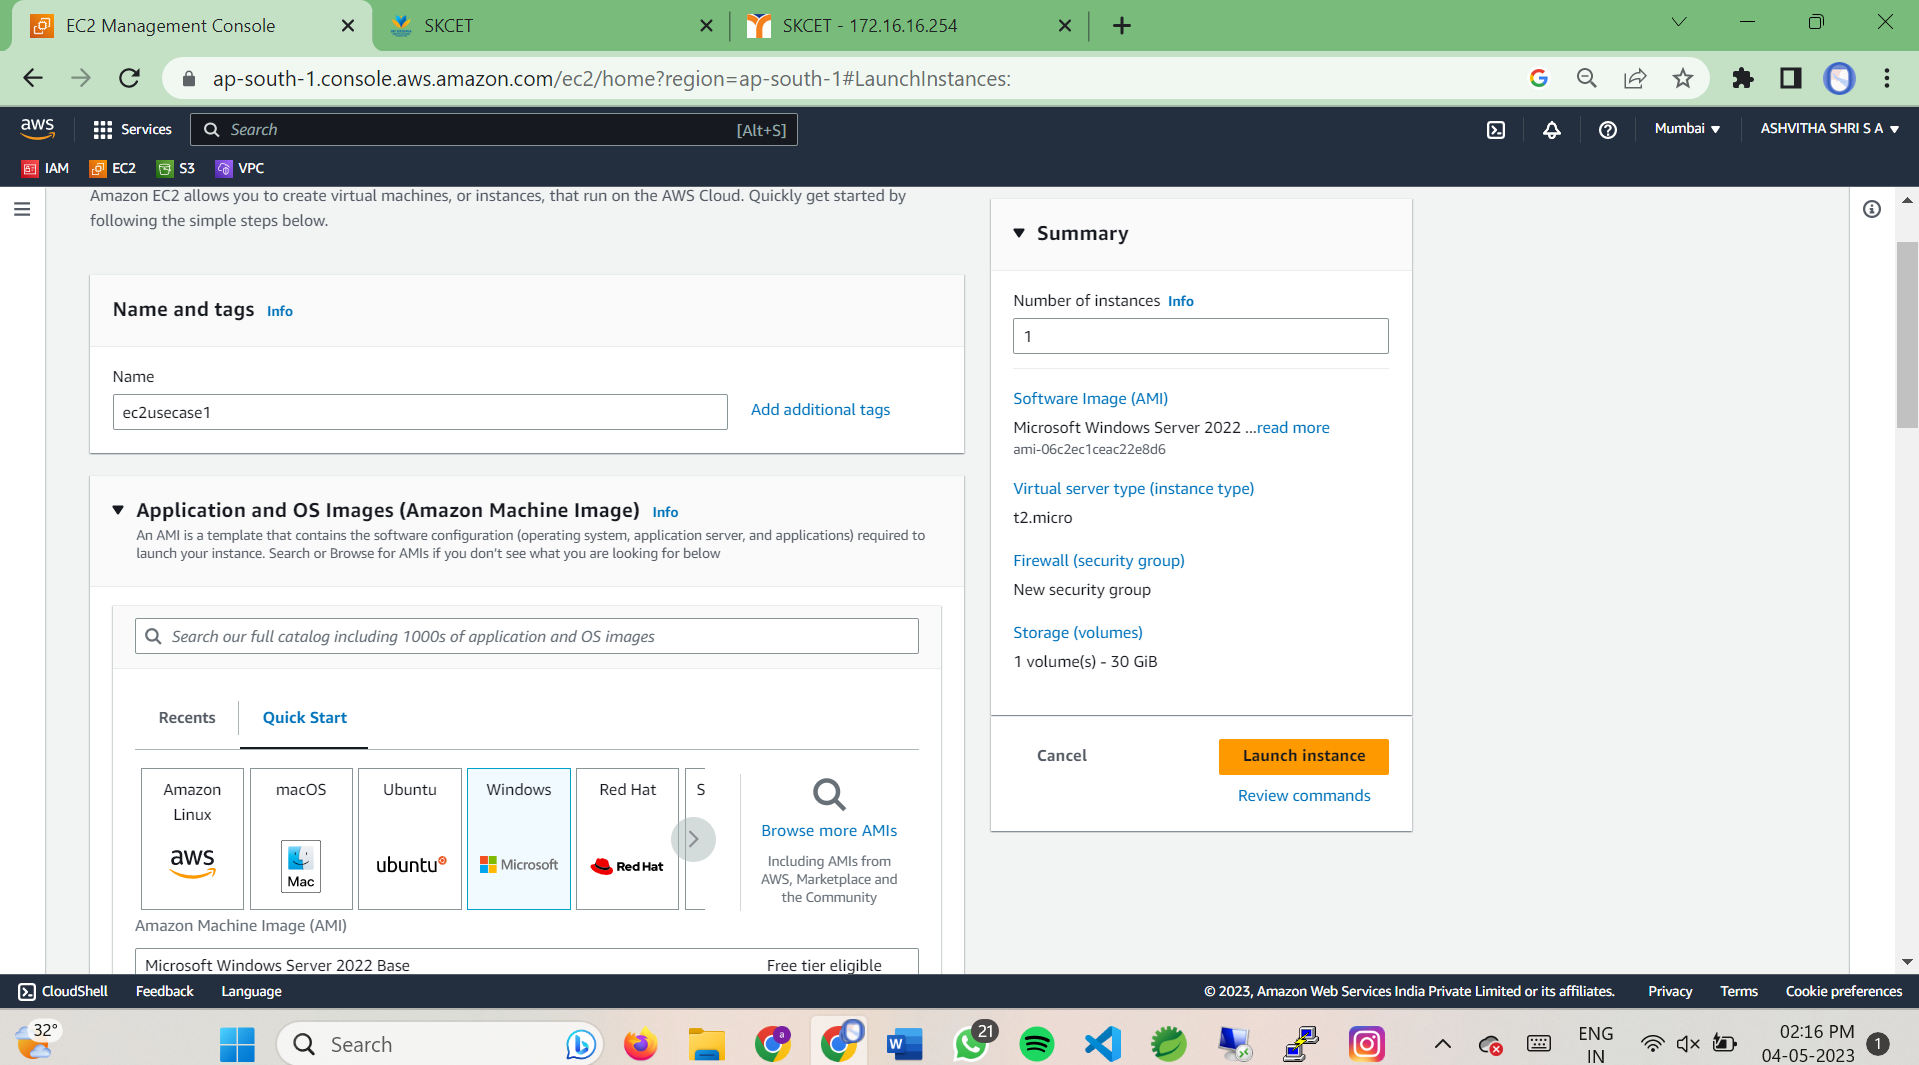 EC2 Management Console
SKCET
SKCET - 172.16.16.254
ap-south-1.console.aws.amazon.com/ec2/home?region=ap-south-1#LaunchInstances:
aws
Services
Search
[Alt+S]
Mumbai
ASHVITHA SHRI S A
IAM
EC2
S3
VPC
Amazon EC2 allows you to create virtual machines, or instances, that run on the AWS Cloud. Quickly get started by
following the simple steps below.
Name and tags Info
Name
ec2usecase1
Add additional tags
Application and OS Images (Amazon Machine Image) Info
An AMI is a template that contains the software configuration (operating system, application server, and applications) required to
launch your instance. Search or Browse for AMIs if you don’t see what you are looking for below
Search our full catalog including 1000s of application and OS images
Recents
Quick Start
Amazon
Linux
aws
macOS
Mac
Ubuntu
ubuntu
Windows
Microsoft
Red Hat
Red Hat
S
Browse more AMIs
Including AMIs from
AWS, Marketplace and
the Community
Amazon Machine Image (AMI)
Microsoft Windows Server 2022 Base
Free tier eligible
Summary
Number of instances Info
1
Software Image (AMI)
Microsoft Windows Server 2022 ...read more
ami-06c2ec1ceac22e8d6
Virtual server type (instance type)
t2.micro
Firewall (security group)
New security group
Storage (volumes)
1 volume(s) - 30 GiB
Cancel
Launch instance
Review commands
CloudShell
Feedback
Language
© 2023, Amazon Web Services India Private Limited or its affiliates.
Privacy
Terms
Cookie preferences
32°
Search
a
W
21
ENG
IN
02:16 PM
04-05-2023
1